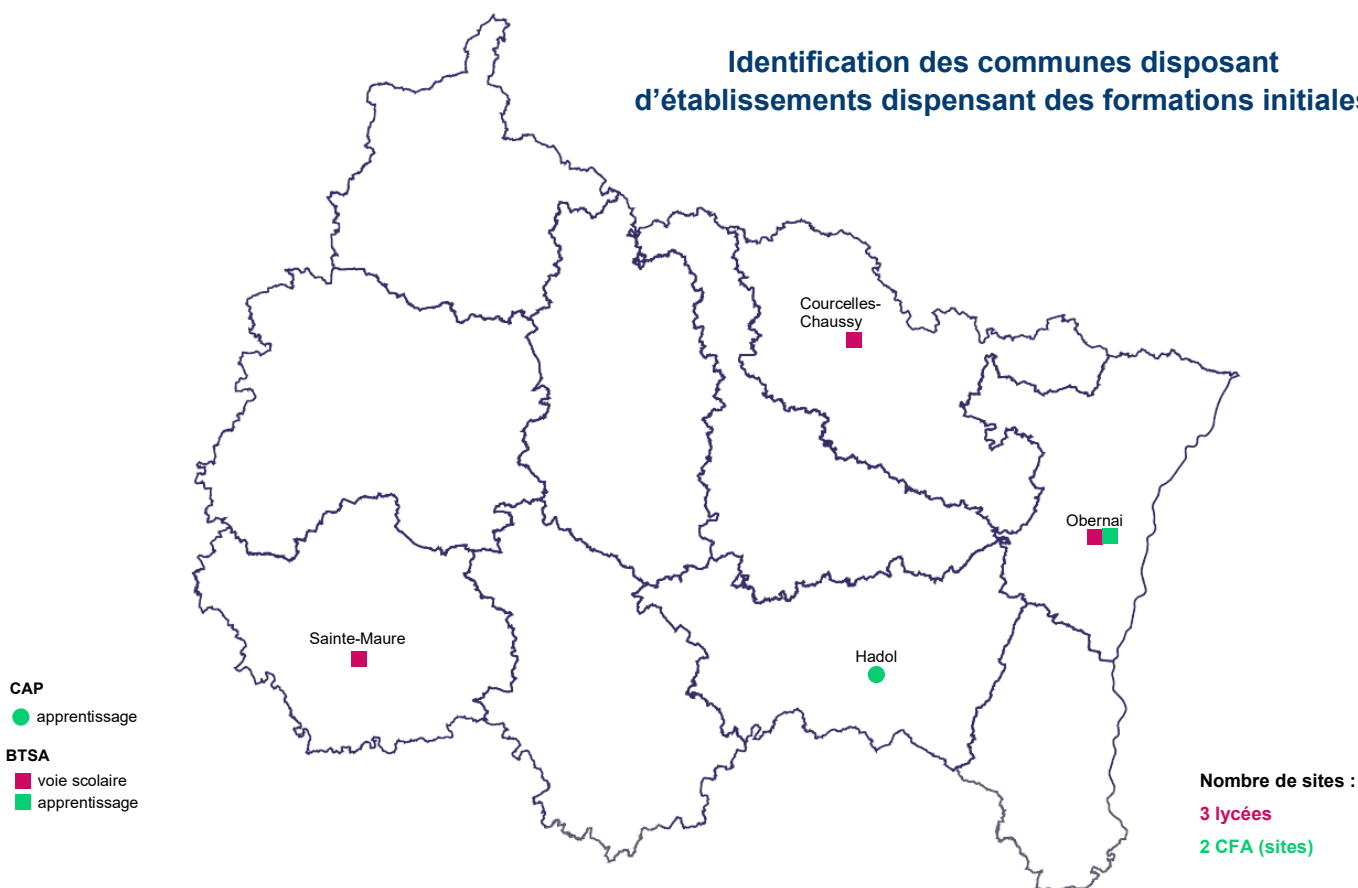 Identification des communes disposant
d'établissements dispensant des formations initiales
Courcelles-
Chaussy
Obernai
Sainte-Maure
Hadol
CAP
apprentissage
BTSA
voie scolaire
apprentissage
Nombre de sites :
3 lycées
2 CFA (sites)